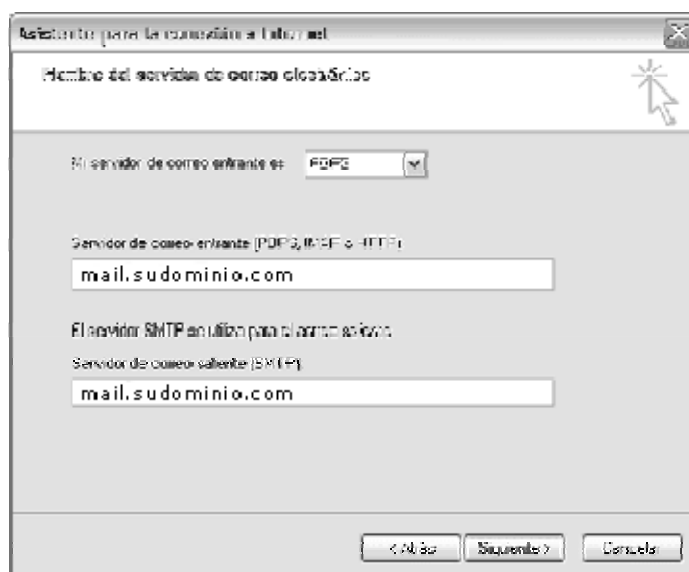 Asistente para la conexión a Internet
Nombre del servidor de correo electrónico
Mi servidor de correo entrante es POP3
Servidor de correo entrante (POP3, IMAP o HTTP):
mail.sudominio.com
El servidor SMTP se utiliza para el correo saliente.
Servidor de correo saliente (SMTP):
mail.sudominio.com
< Atrás Siguiente > Cancelar